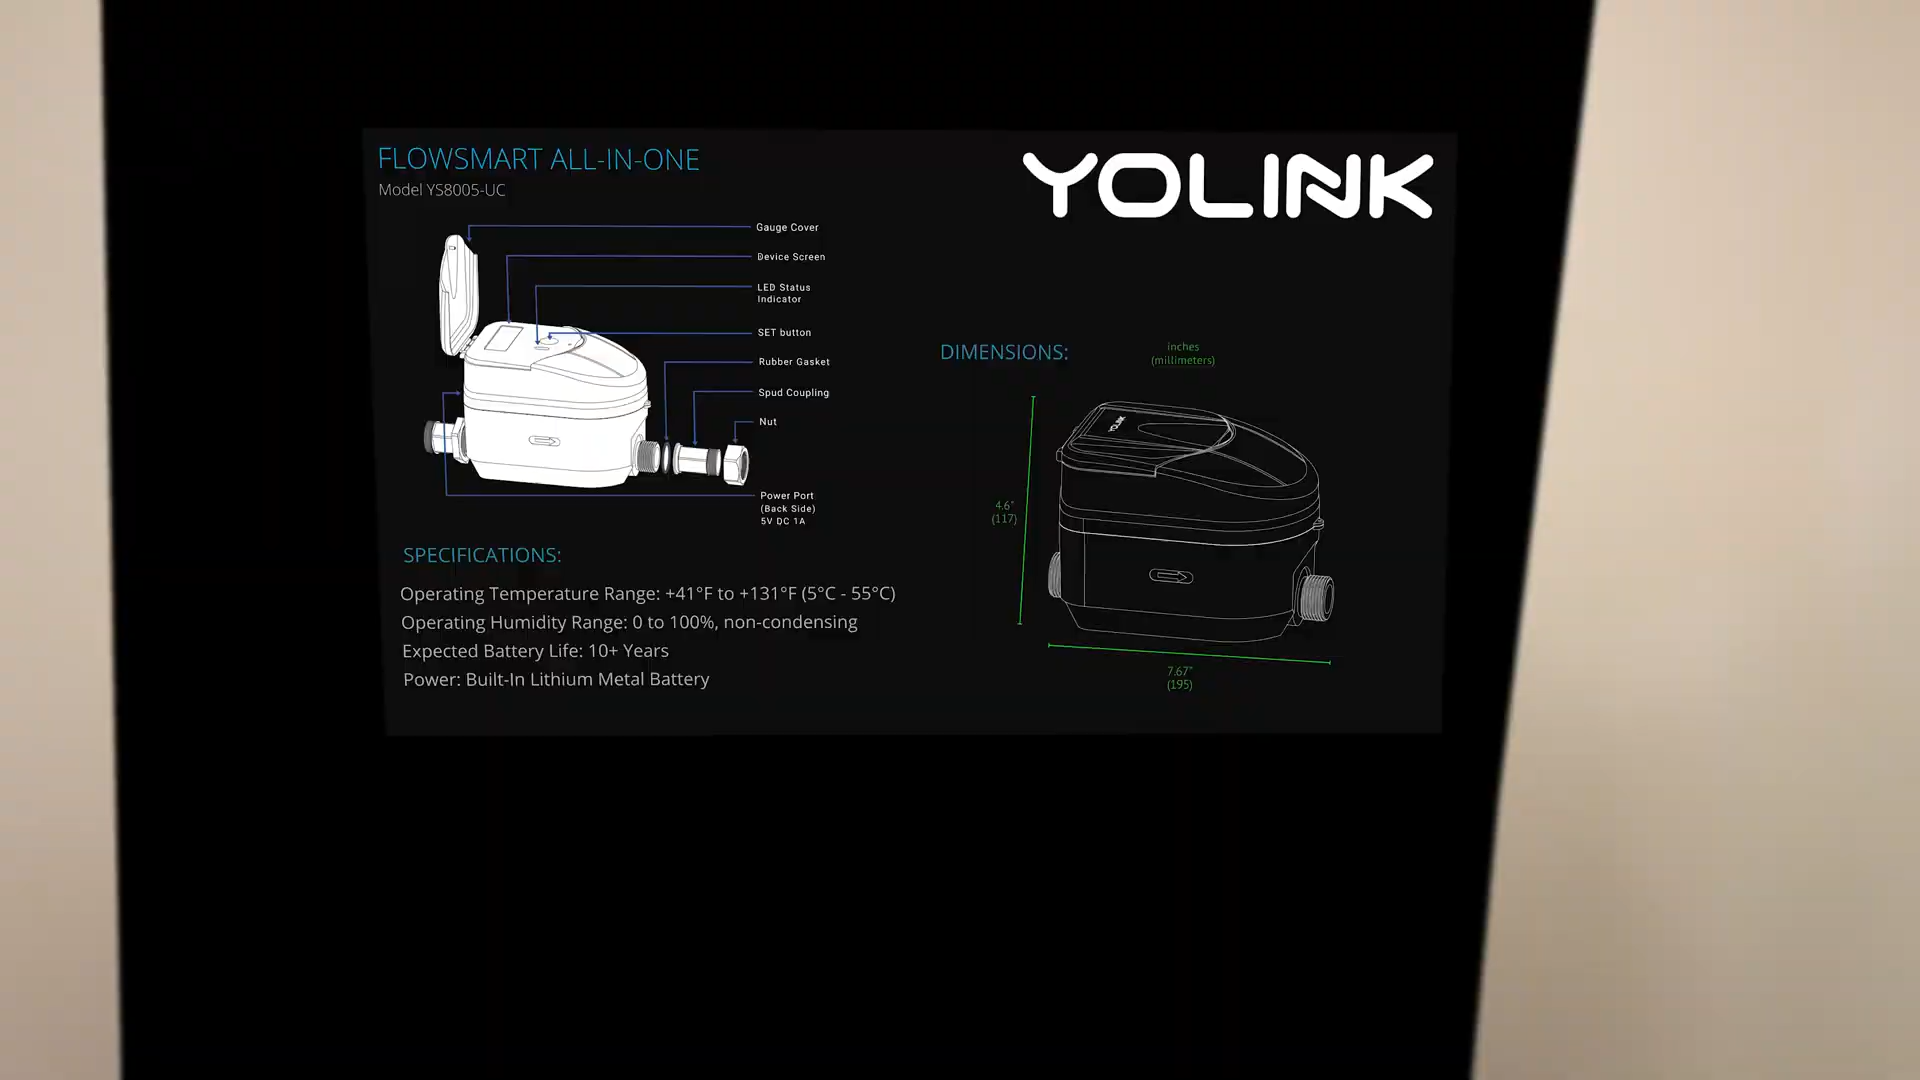 FLOWSMART ALL-IN-ONE
Model YS8005-UC
YOLINK
Gauge Cover
Device Screen
LED Status
Indicator
SET button
Rubber Gasket
Spud Coupling
Nut
Power Port
(Back Side)
5V DC 1A
DIMENSIONS:
inches
(millimeters)
YOLINK
4.6"
(117)
7.67"
(195)
SPECIFICATIONS:
Operating Temperature Range: +41°F to +131°F (5°C - 55°C)
Operating Humidity Range: 0 to 100%, non-condensing
Expected Battery Life: 10+ Years
Power: Built-In Lithium Metal Battery